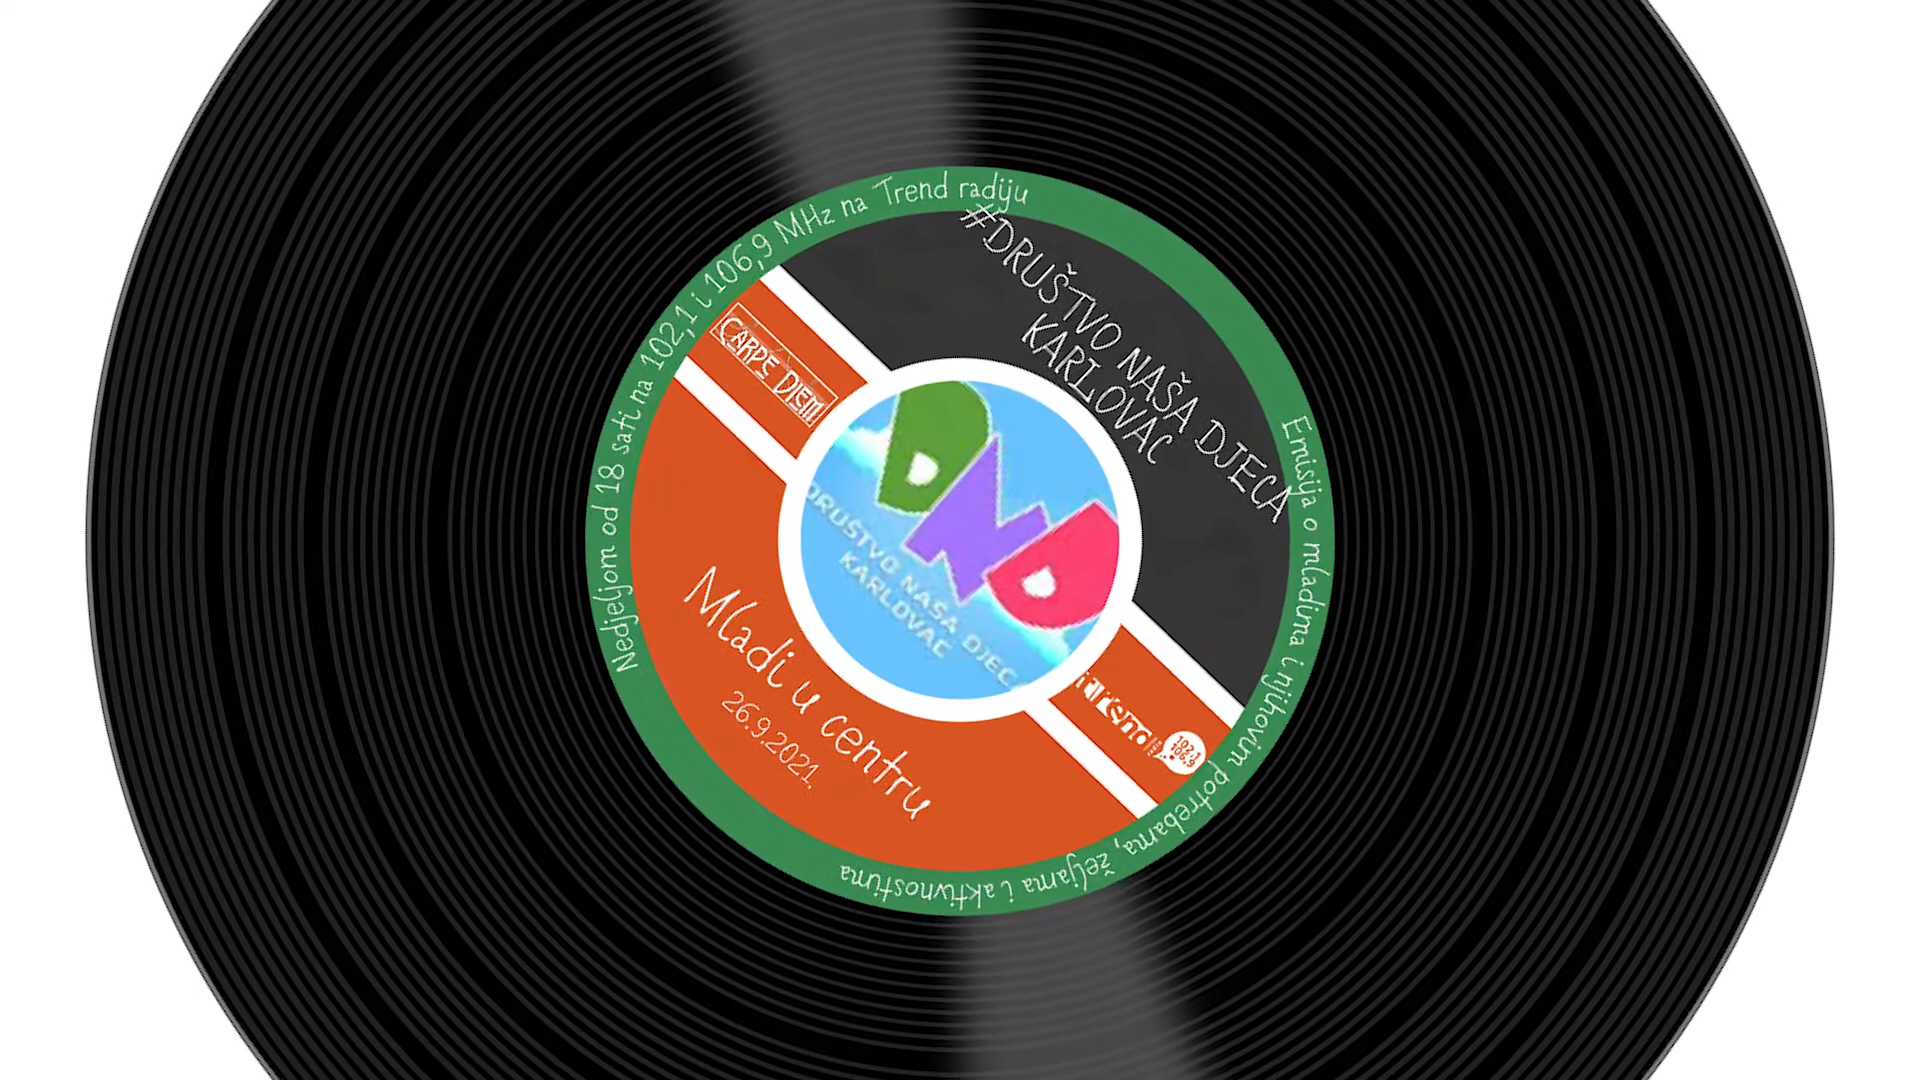 Nedjeljom od 18 sati na 102,1 i 106,9 MHz na Trend radiju
#DRUŠTVO NAŠA DJECA
KARLOVAC
CARPE DIEM
DRUŠTVO NAŠA DJECA
KARLOVAC
102.1
106.9
Mladi u centru
26.9.2021.
Emisija o mladima i njihovim potrebama, željama i aktivnostima